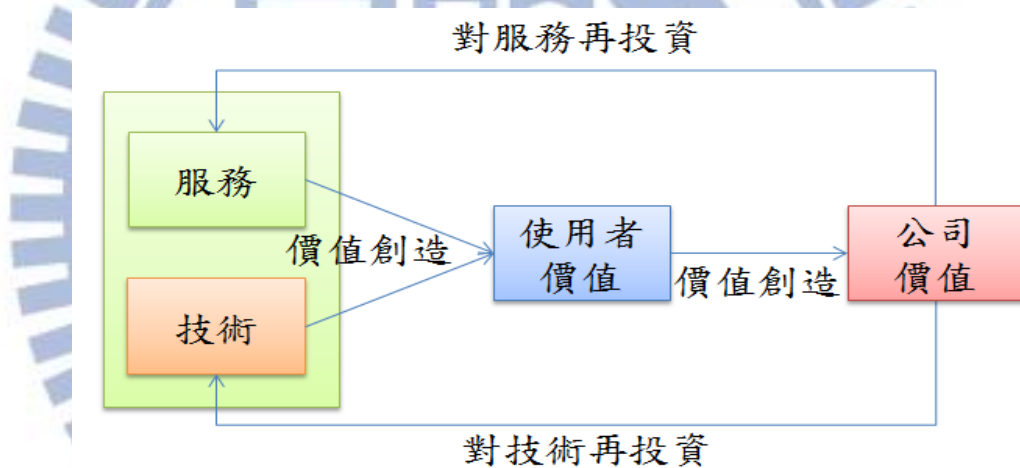 對服務再投資
服務
價值創造
技術
使用者
價值
價值創造
公司
價值
對技術再投資